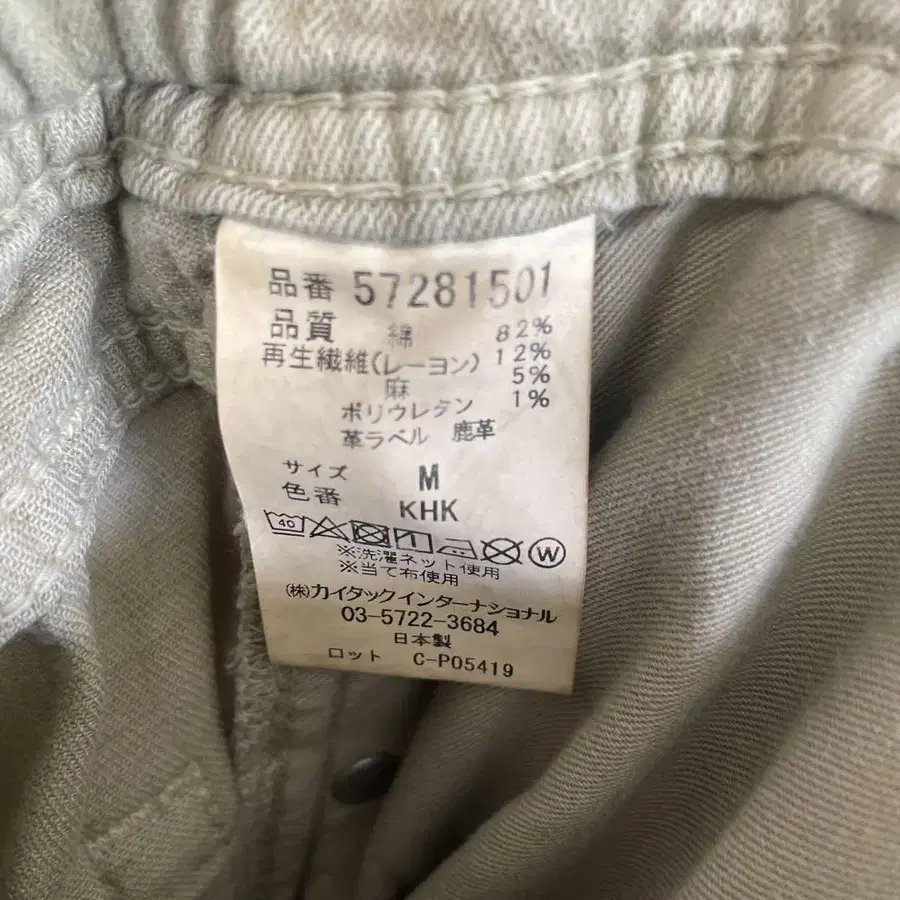 品番 57281501
品質 綿 82%
再生繊維(レーヨン) 12%
麻 5%
ポリウレタン 1%
革ラベル 鹿革
サイズ M
色番 KHK
40 W
※洗濯ネット使用
※当て布使用
(株)カイタックインターナショナル
03-5722-3684
日本製
ロット C-P05419